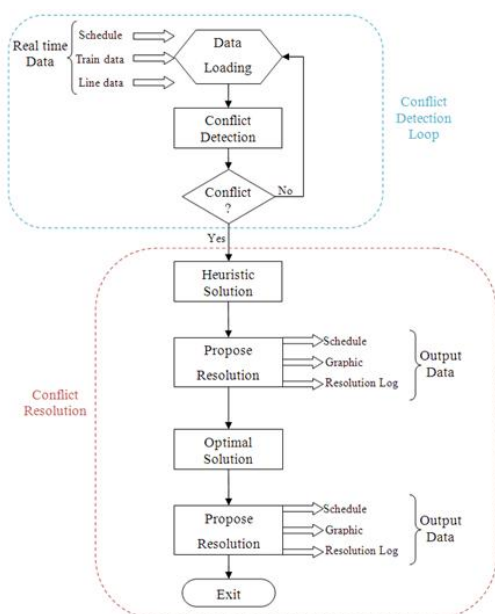 Real time
Data
Schedule
Train data
Line data
Data
Loading
Conflict
Detection
Conflict
?
No
Yes
Conflict
Detection
Loop
Heuristic
Solution
Propose
Resolution
Schedule
Graphic
Resolution Log
Output
Data
Conflict
Resolution
Optimal
Solution
Propose
Resolution
Schedule
Graphic
Resolution Log
Output
Data
Exit